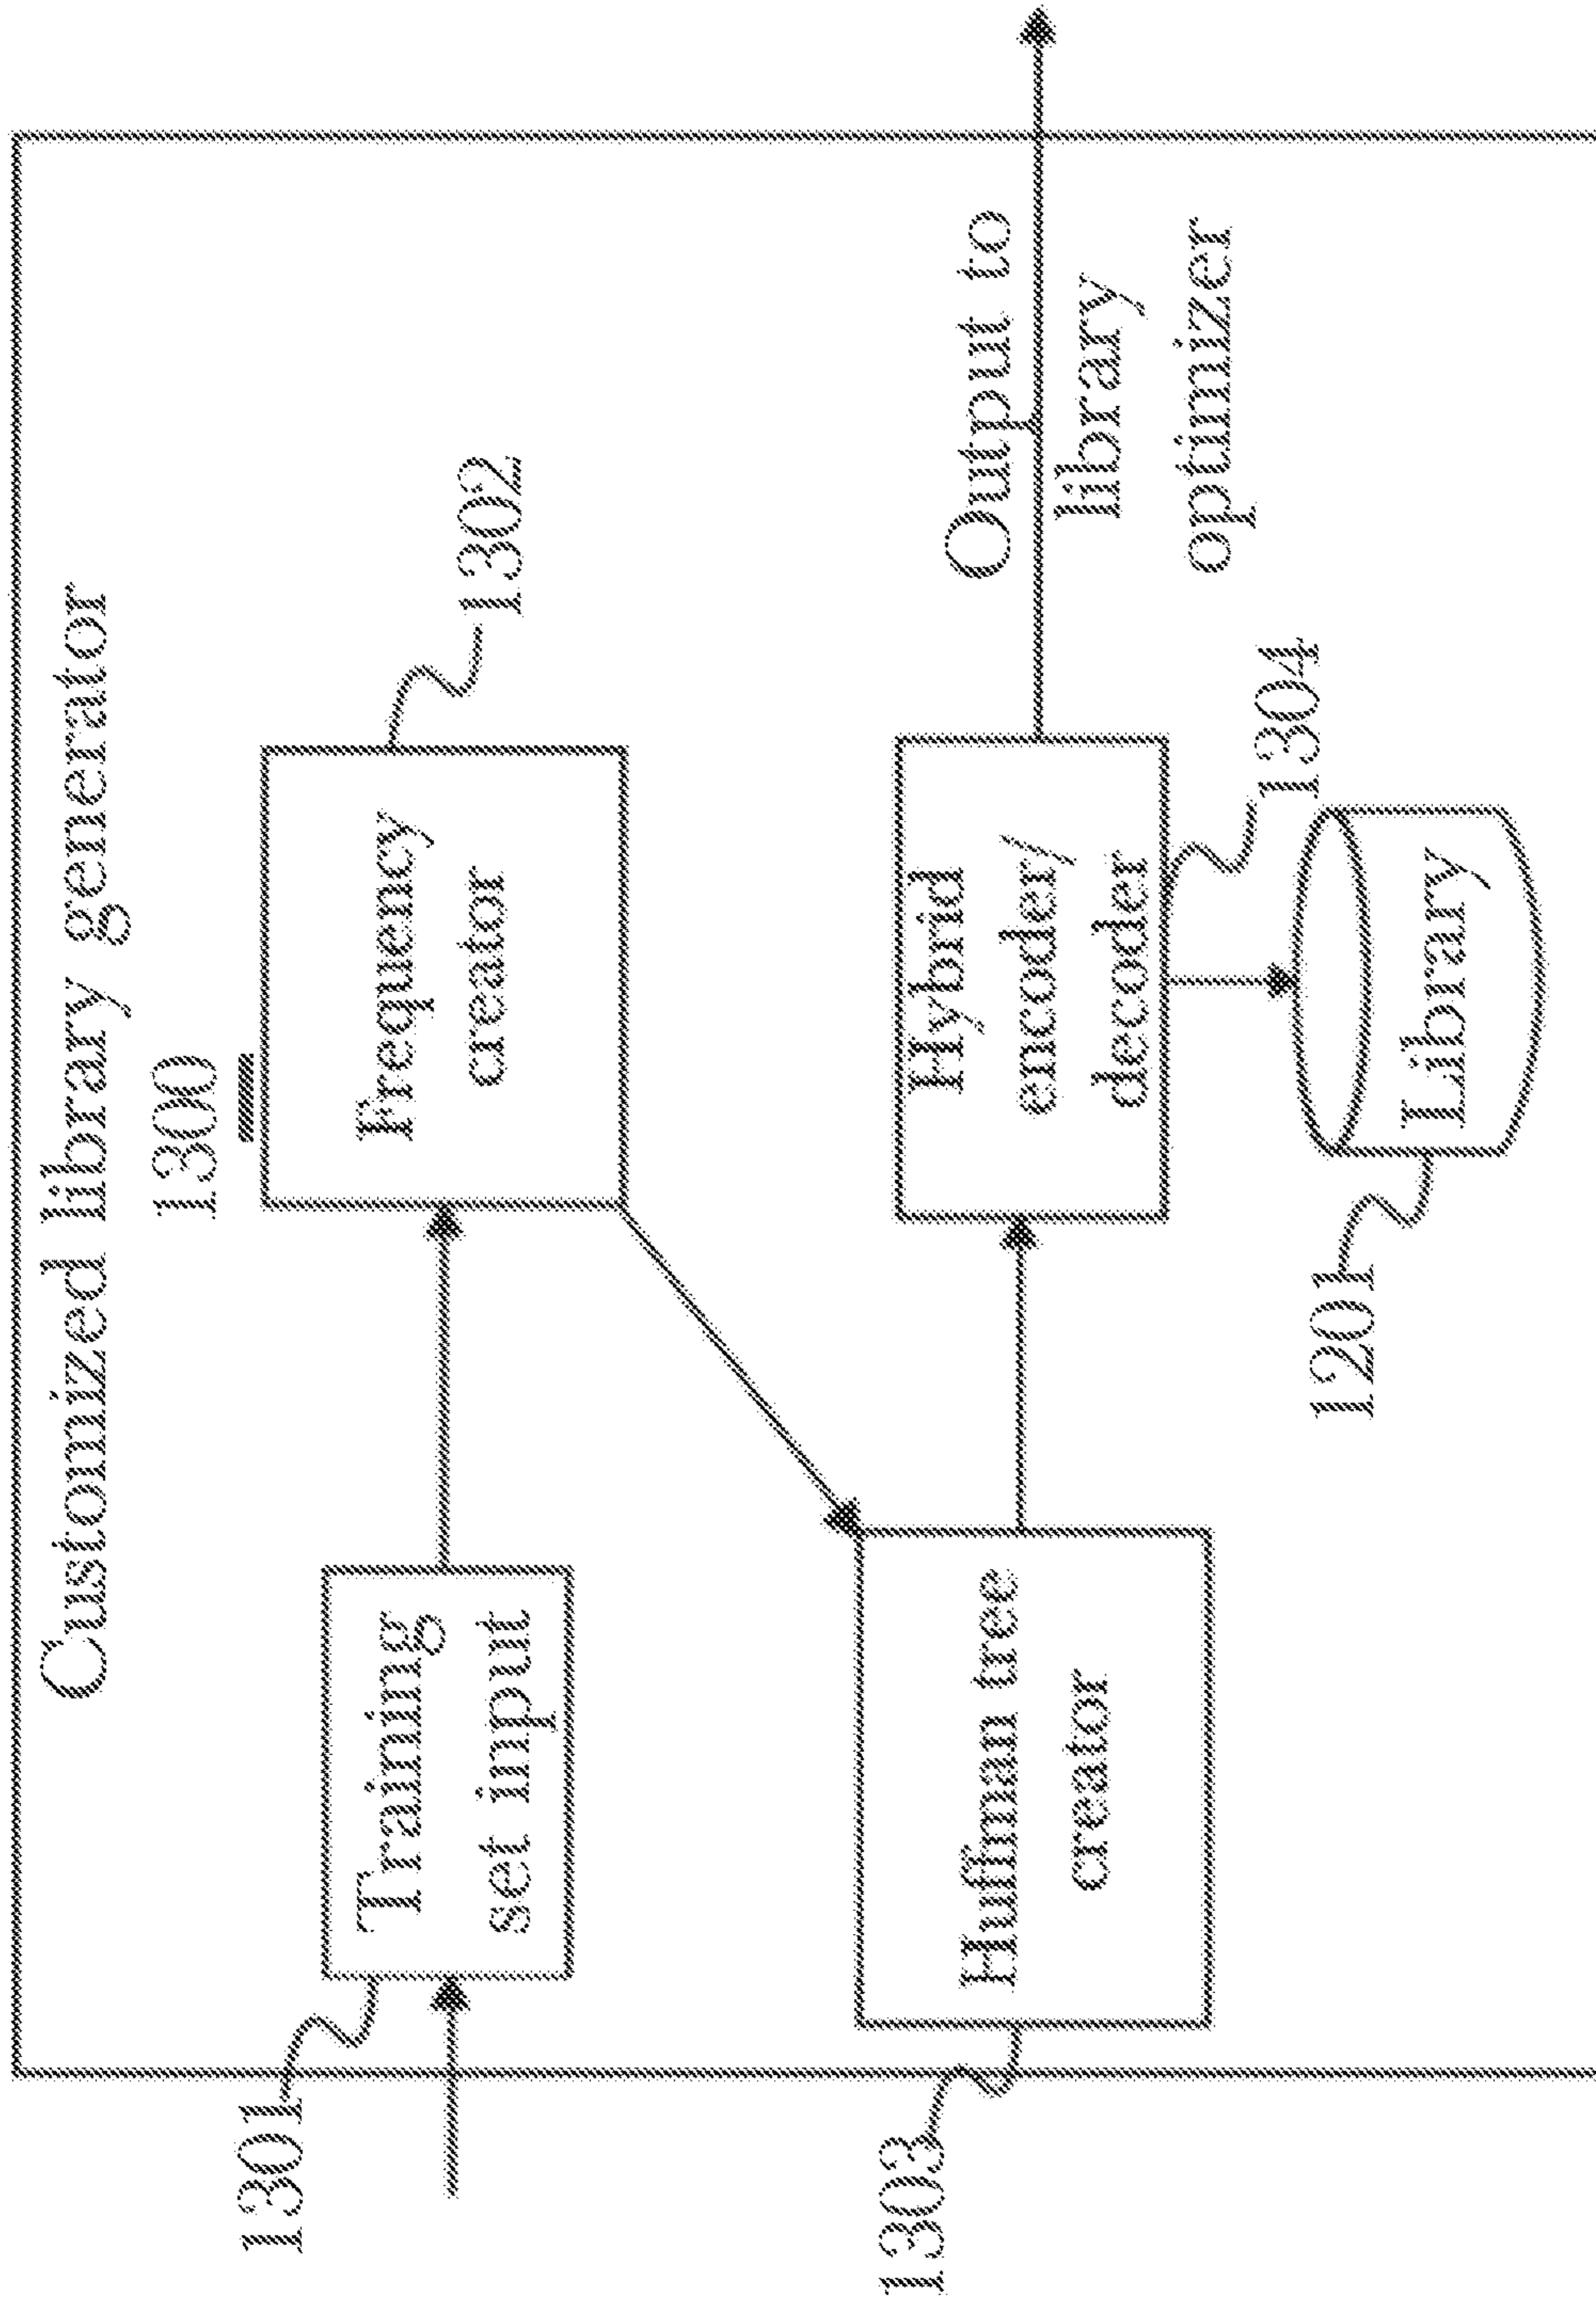 Customized library generator
1300
1301
Training
set input
Frequency
creator
1302
1303
Huffman tree
creator
Hybrid
encoder/
decoder
1304
Output to
library
optimizer
1201
Library